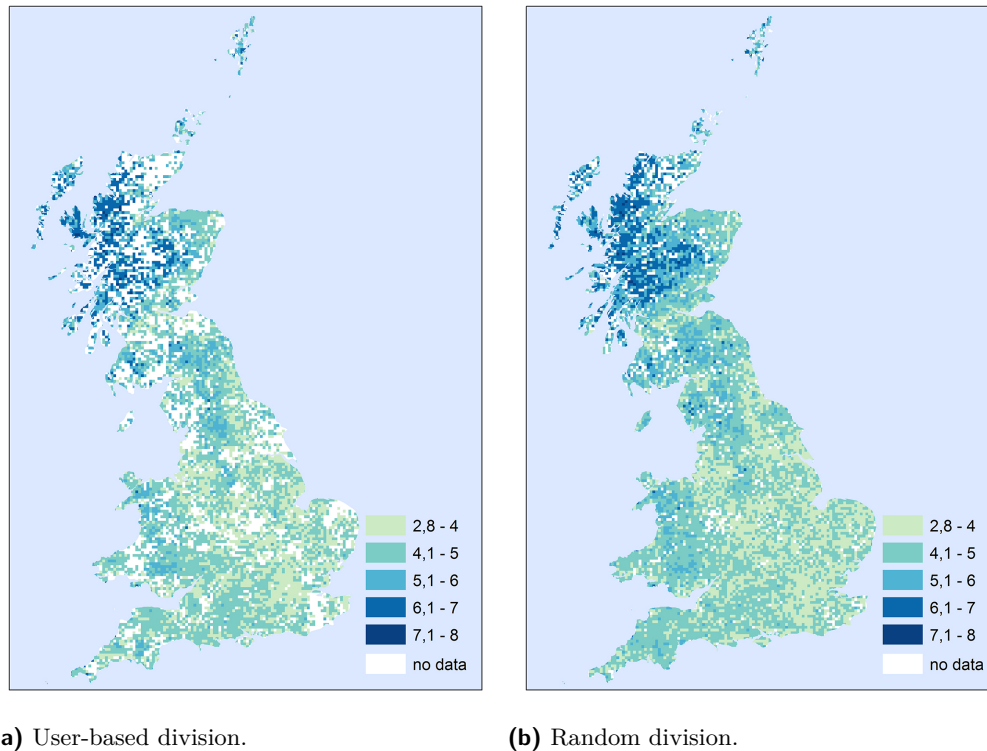 2,8 - 4
4,1 - 5
5,1 - 6
6,1 - 7
7,1 - 8
no data
2,8 - 4
4,1 - 5
5,1 - 6
6,1 - 7
7,1 - 8
no data
a) User-based division.
(b) Random division.